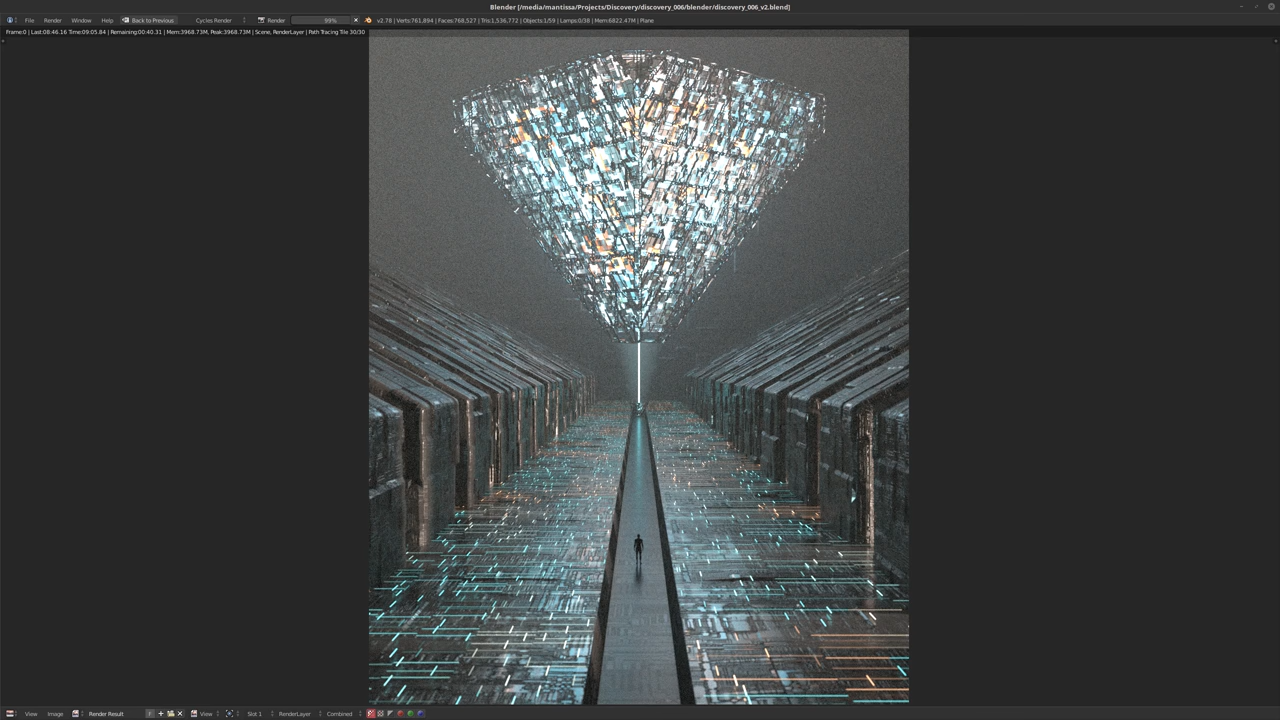 Blender [/media/mantissa/Projects/Discovery/discovery_006/blender/discovery_006_v2.blend]
File Render Window Help Back to Previous Cycles Render Render 99% v2.78 | Verts:761,894 | Faces:768,527 | Tris:1,536,772 | Objects:1/59 | Lamps:0/38 | Mem:6822.47M | Plane
Frame:0 | Last:08:46.16 Time:09:05.84 | Remaining:00:40.31 | Mem:3968.73M, Peak:3968.73M | Scene, RenderLayer | Path Tracing Tile 30/30
View Image Render Result F View Slot 1 RenderLayer Combined